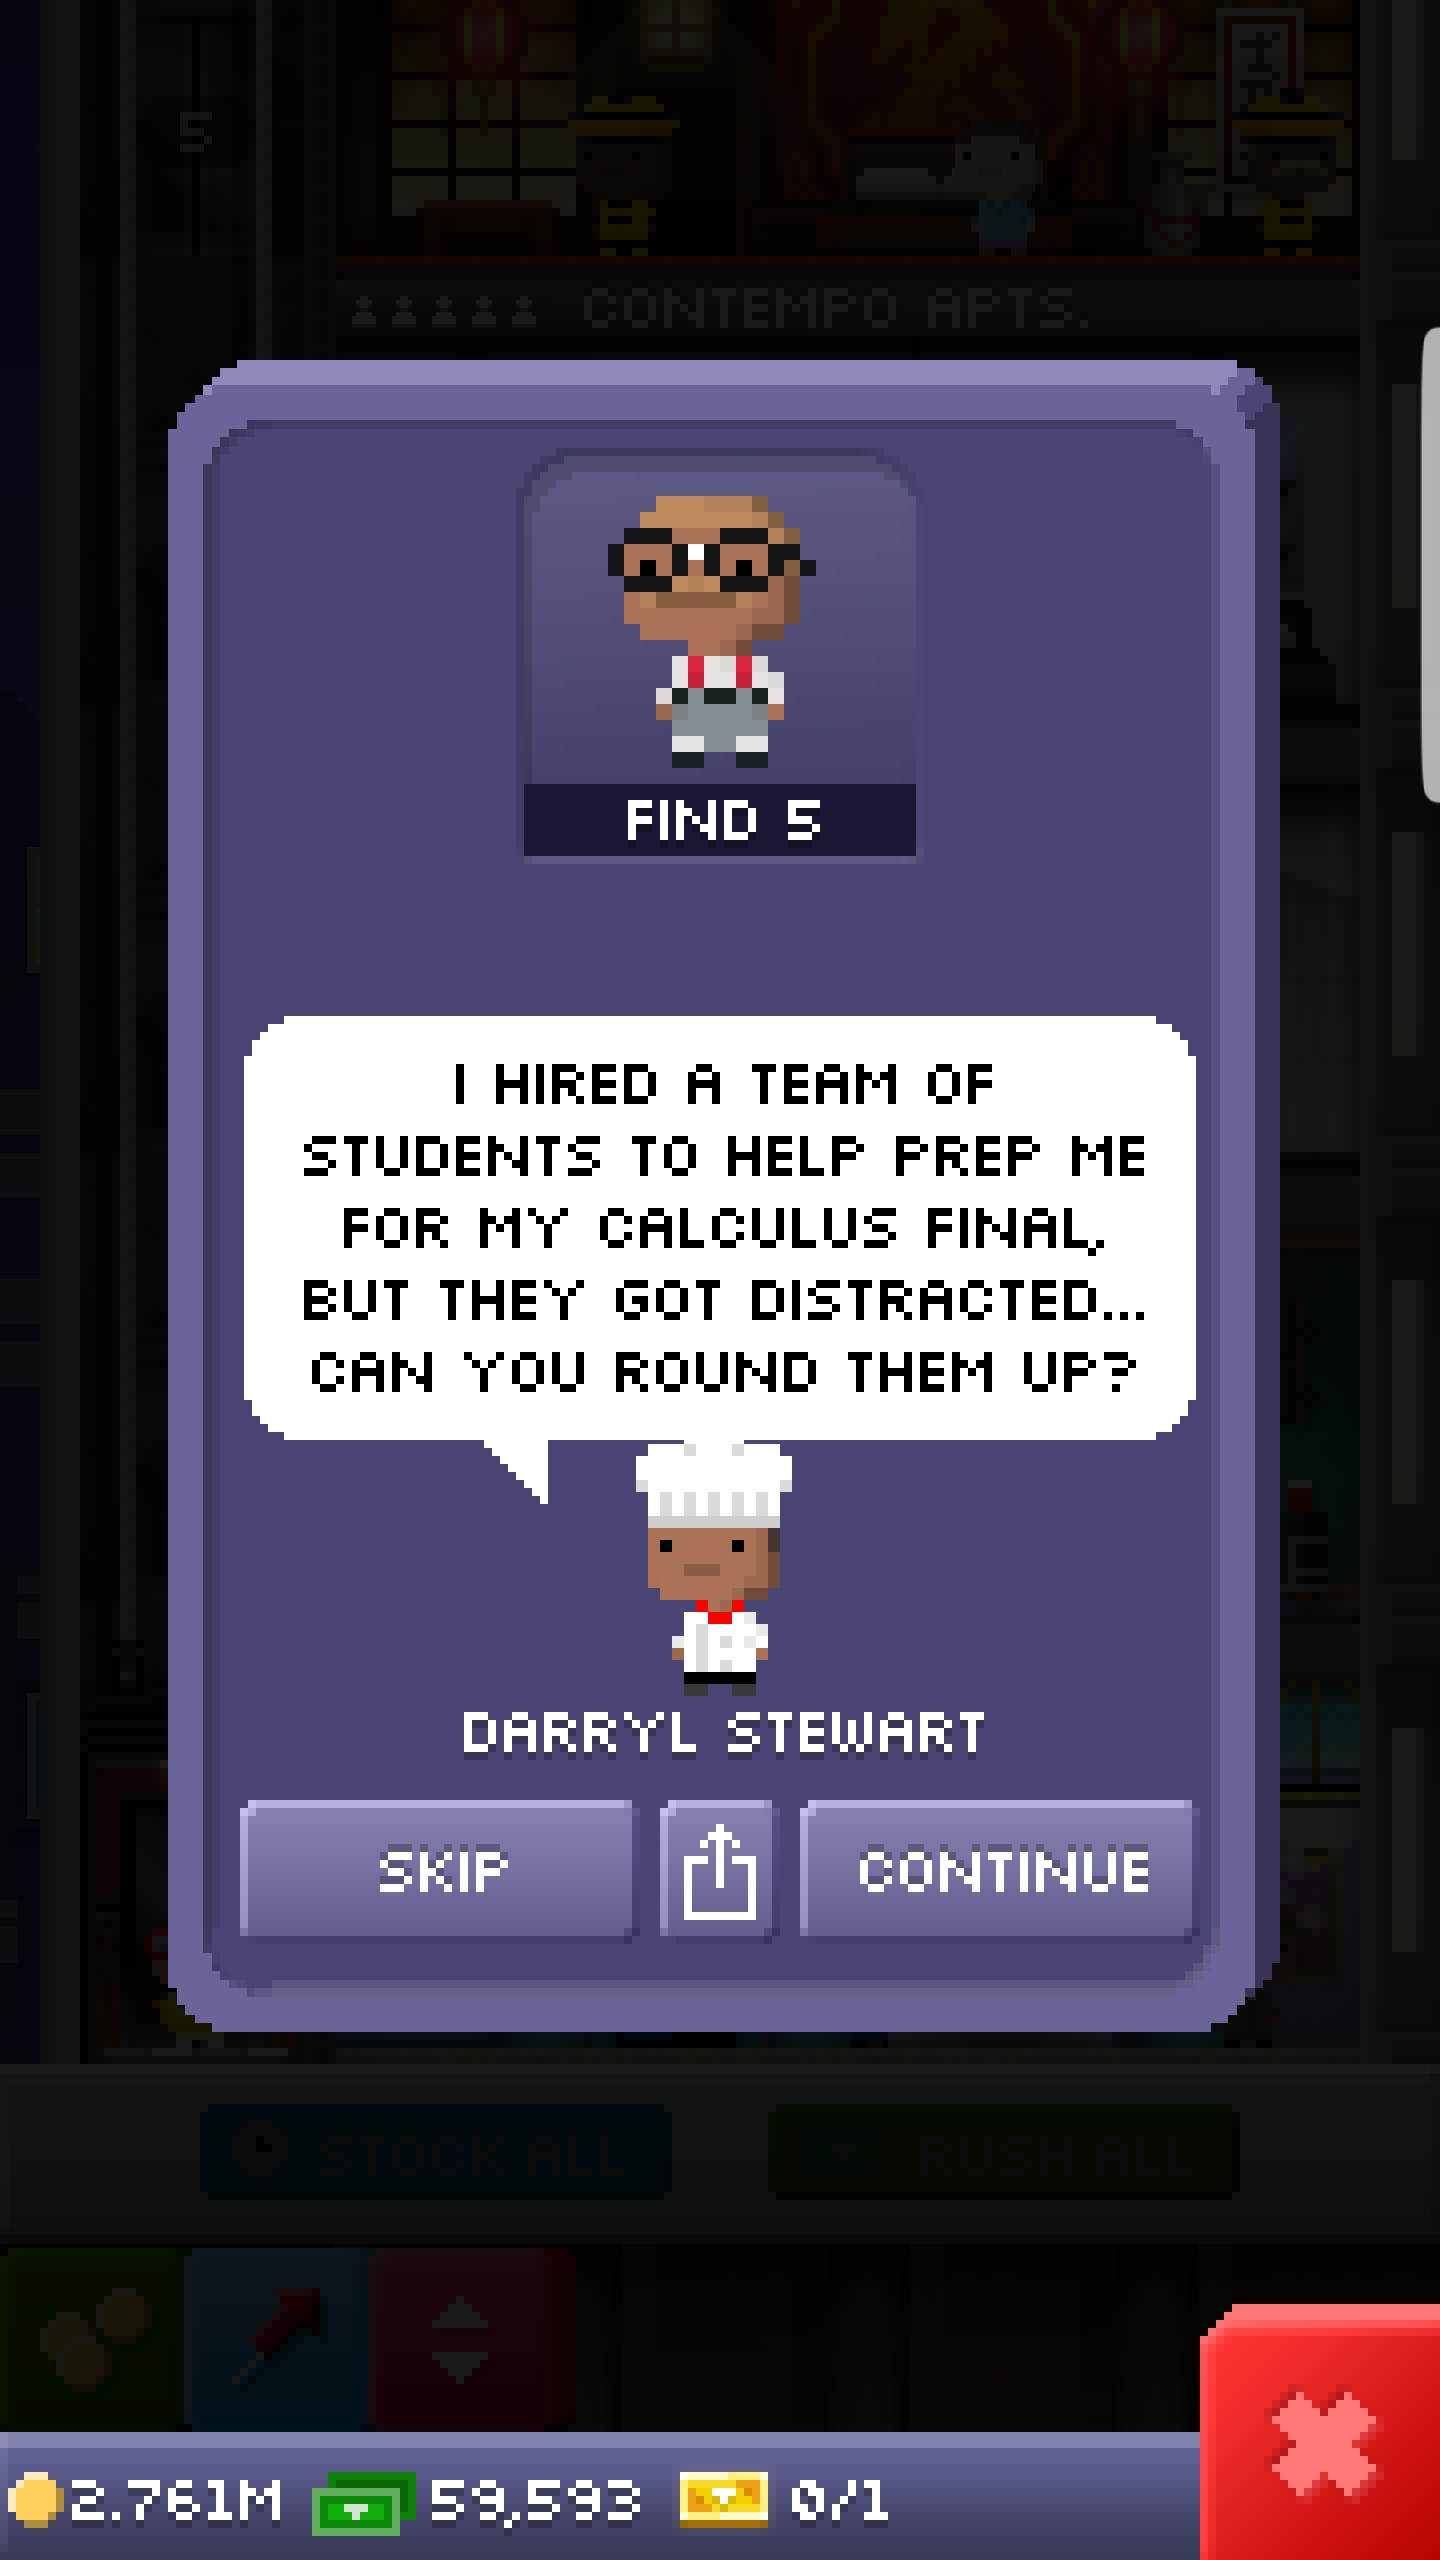 5
CONTEMPO APTS.
FIND 5
I HIRED A TEAM OF
STUDENTS TO HELP PREP ME
FOR MY CALCULUS FINAL,
BUT THEY GOT DISTRACTED...
CAN YOU ROUND THEM UP?
DARRYL STEWART
SKIP
CONTINUE
STOCK ALL
RUSH ALL
2.761M
59,593
0/1